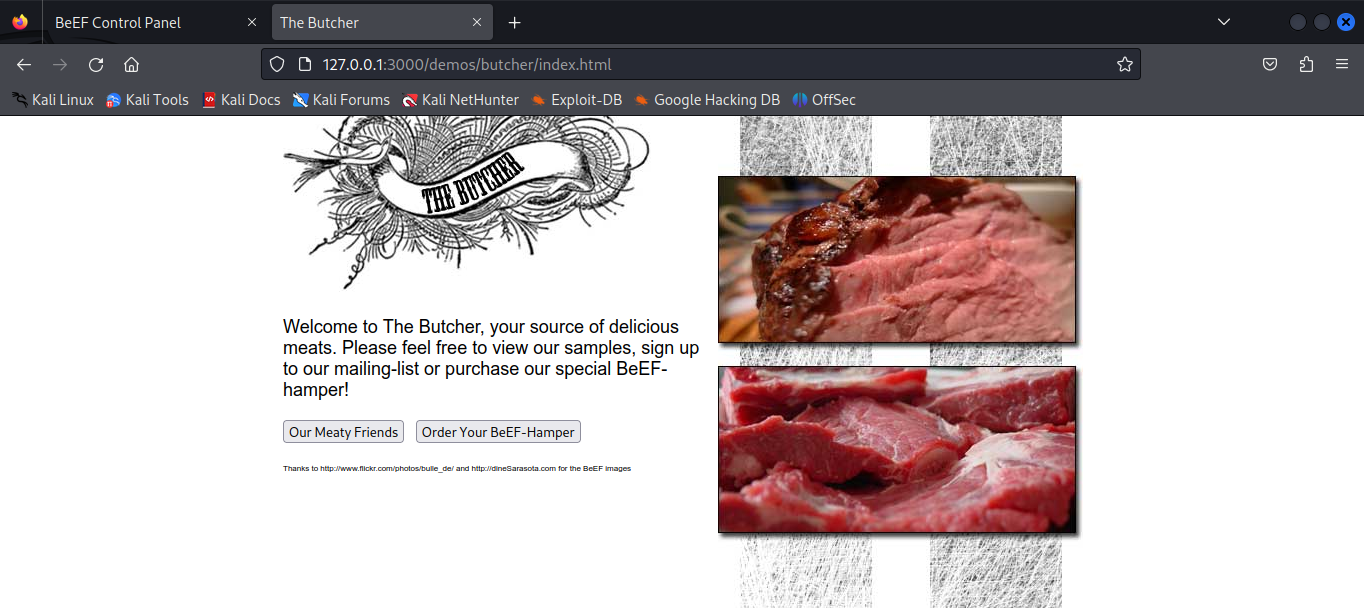 BeEF Control Panel
The Butcher
127.0.0.1:3000/demos/butcher/index.html
Kali Linux
Kali Tools
Kali Docs
Kali Forums
Kali NetHunter
Exploit-DB
Google Hacking DB
OffSec
THE BUTCHER
Welcome to The Butcher, your source of delicious
meats. Please feel free to view our samples, sign up
to our mailing-list or purchase our special BeEF-
hamper!
Our Meaty Friends
Order Your BeEF-Hamper
Thanks to http://www.flickr.com/photos/bulle_de/ and http://dineSarasota.com for the BeEF images